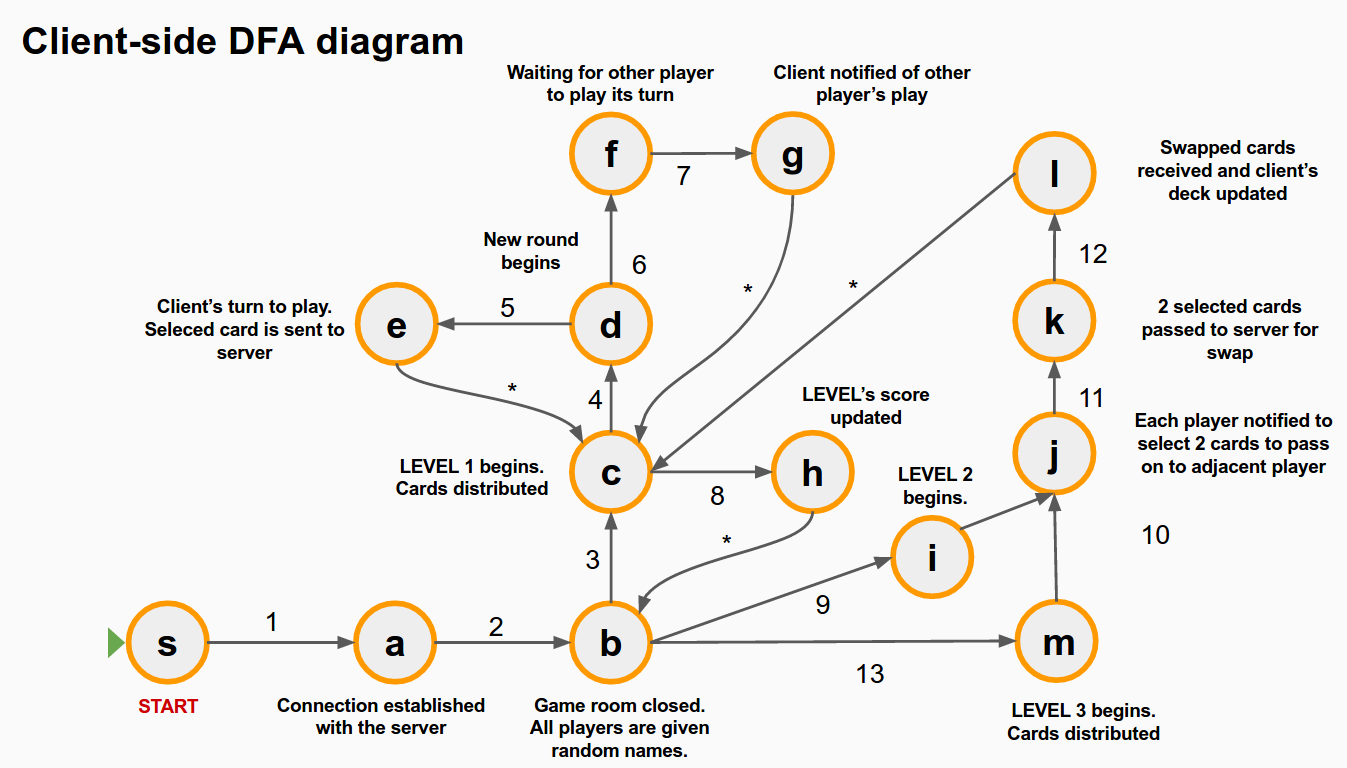 Client-side DFA diagram
Waiting for other player
to play its turn
Client notified of other
player's play
f
7
g
l
Swapped cards
received and client's
deck updated
New round
begins
6
12
*
*
Client's turn to play.
Seleced card is sent to
server
e
5
d
k
2 selected cards
passed to server for
swap
*
4
11
LEVEL's score
updated
Each player notified to
select 2 cards to pass
on to adjacent player
j
LEVEL 1 begins.
Cards distributed
c
8
h
LEVEL 2
begins.
*
3
i
10
9
s
1
a
2
b
13
m
START
Connection established
with the server
Game room closed.
All players are given
random names.
LEVEL 3 begins.
Cards distributed